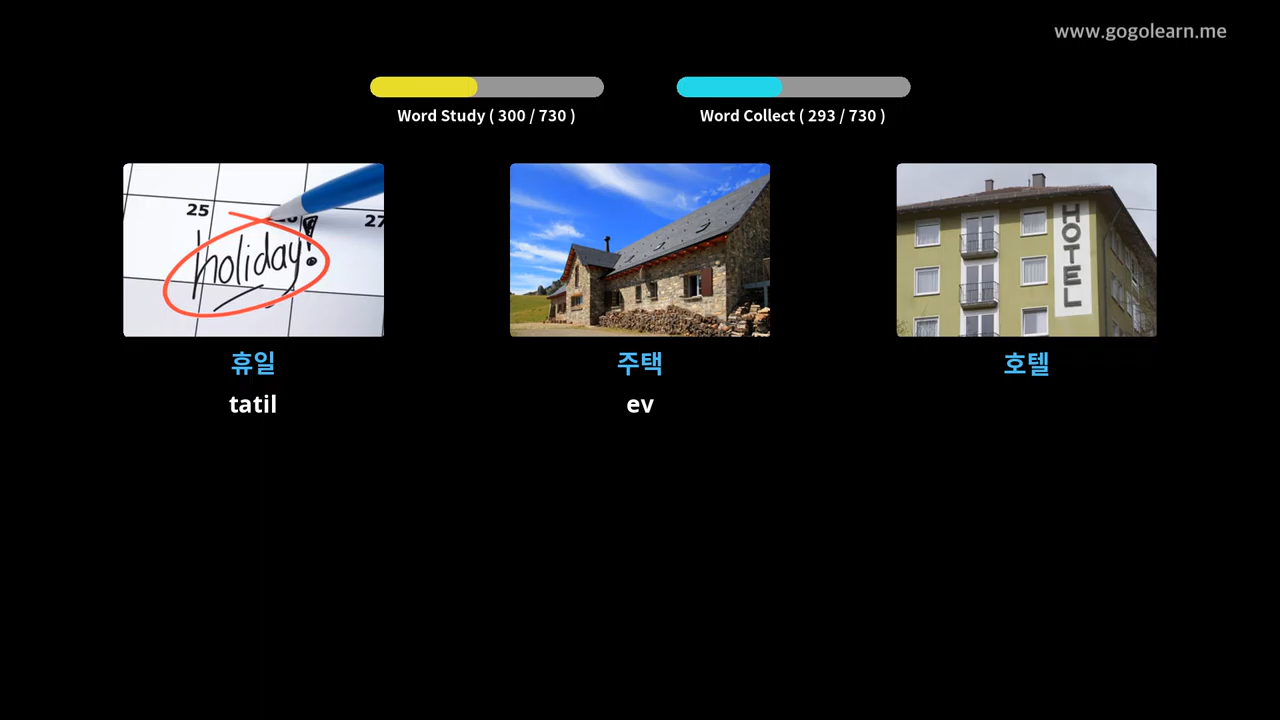 www.gogolearn.me
Word Study ( 300 / 730 )
Word Collect ( 293 / 730 )
25
27
holiday!
HOTEL
휴일
주택
호텔
tatil
ev